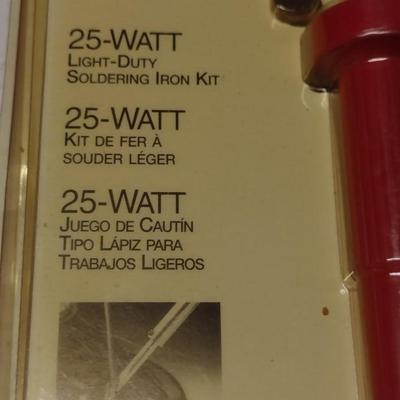 25-WATT
LIGHT-DUTY
SOLDERING IRON KIT
25-WATT
KIT DE FER À
SOUDER LÉGER
25-WATT
JUEGO DE CAUTÍN
TIPO LÁPIZ PARA
TRABAJOS LIGEROS